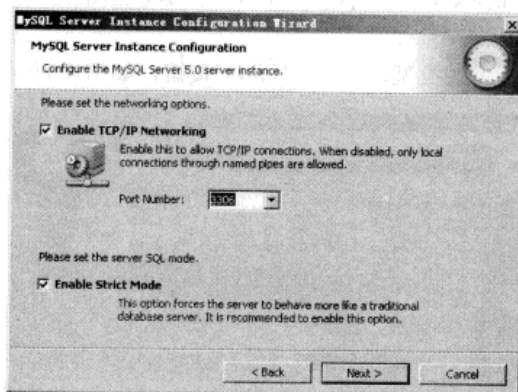 MySQL Server Instance Configuration Wizard
MySQL Server Instance Configuration
Configure the MySQL Server 5.0 server instance.
Please set the networking options.
Enable TCP/IP Networking
Enable this to allow TCP/IP connections. When disabled, only local
connections through named pipes are allowed.
Port Number: 3306
Please set the server SQL mode.
Enable Strict Mode
This option forces the server to behave more like a traditional
database server. It is recommended to enable this option.
< Back Next > Cancel